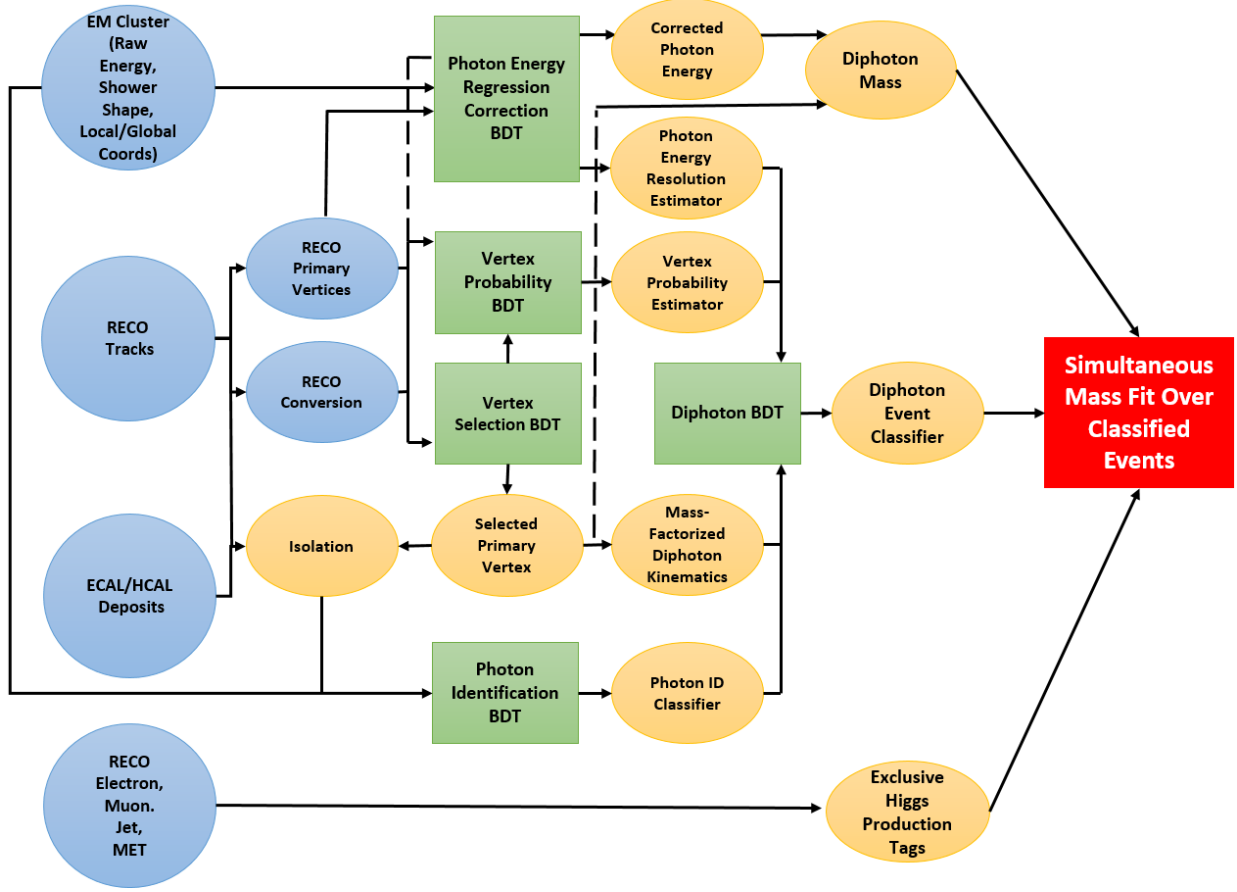 EM Cluster
(Raw
Energy,
Shower
Shape,
Local/Global
Coords)
Photon Energy
Regression
Correction
BDT
Corrected
Photon
Energy
Diphoton
Mass
Photon
Energy
Resolution
Estimator
RECO
Primary
Vertices
Vertex
Probability
BDT
Vertex
Probability
Estimator
RECO
Tracks
RECO
Conversion
Vertex
Selection BDT
Diphoton BDT
Diphoton
Event
Classifier
Simultaneous
Mass Fit Over
Classified
Events
ECAL/HCAL
Deposits
Isolation
Selected
Primary
Vertex
Mass-
Factorized
Diphoton
Kinematics
Photon
Identification
BDT
Photon ID
Classifier
RECO
Electron,
Muon.
Jet,
MET
Exclusive
Higgs
Production
Tags